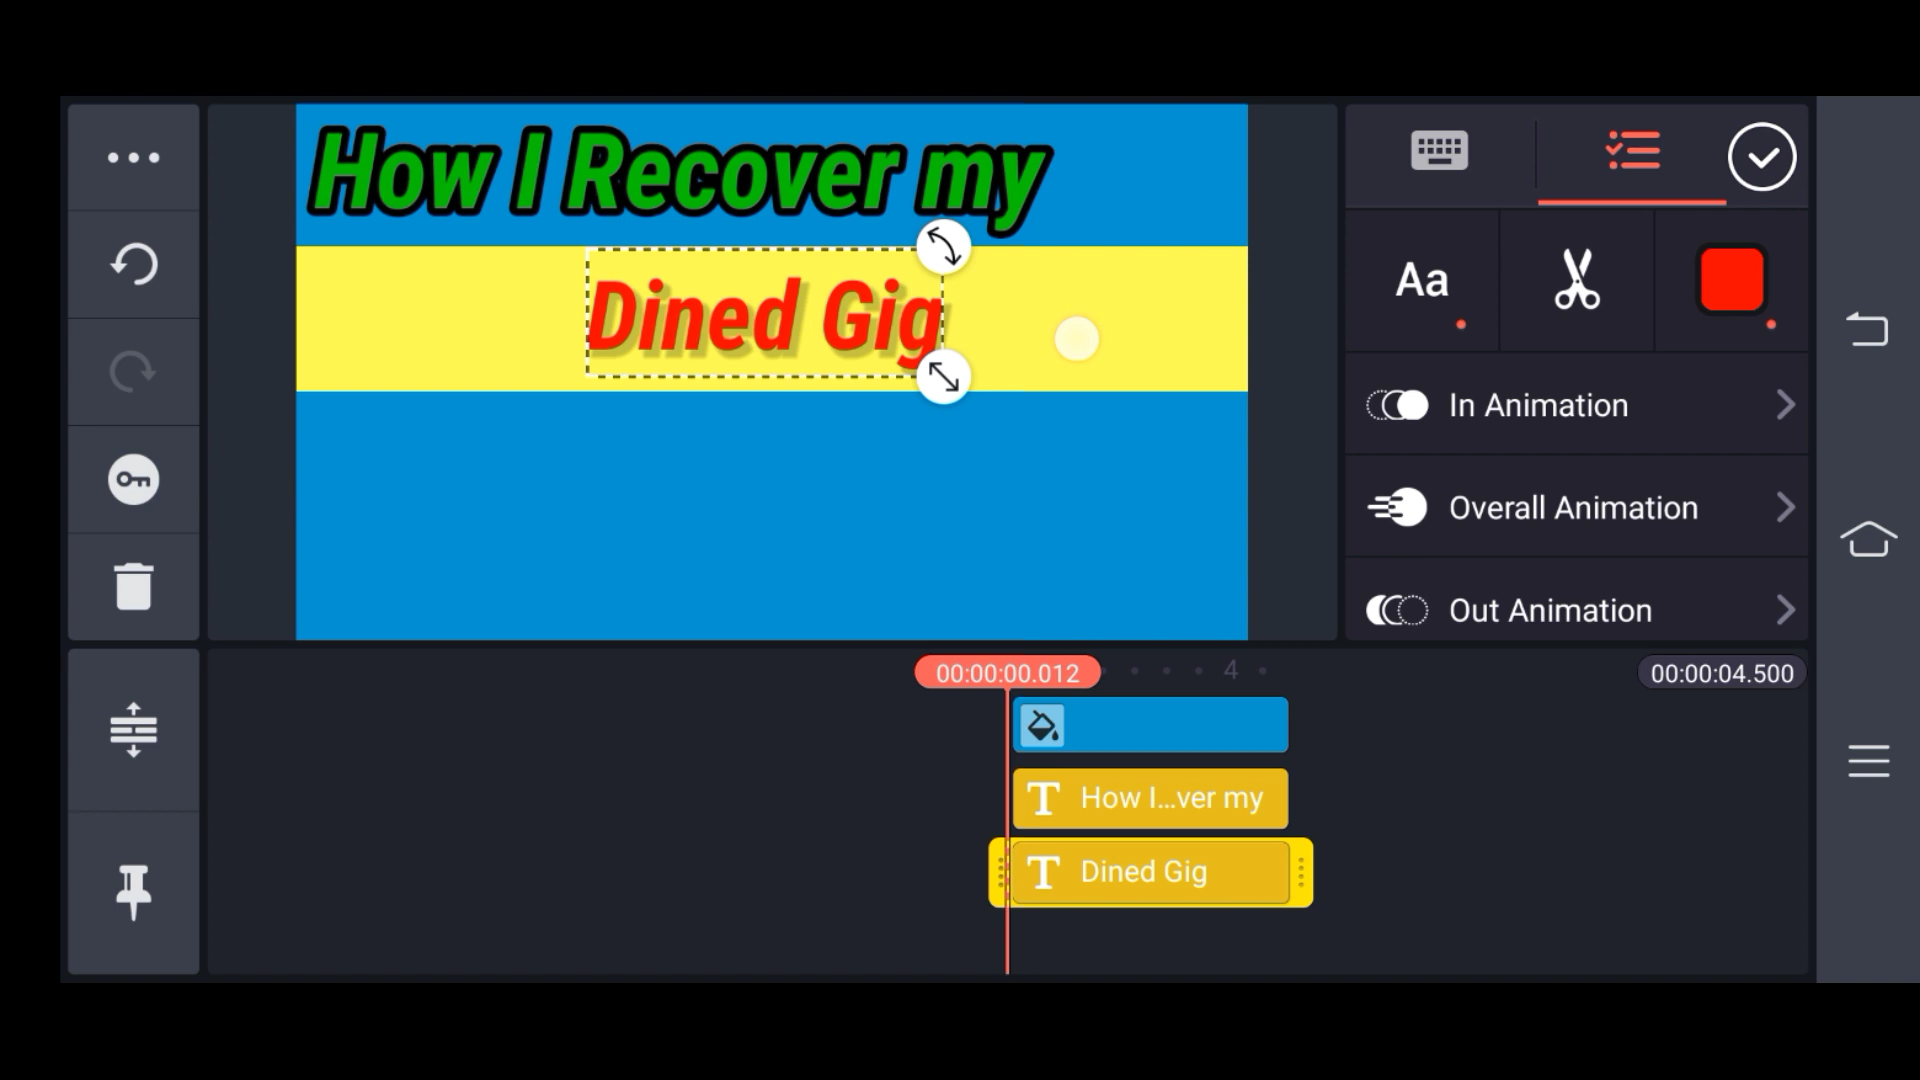 How I Recover my
Dined Gig
Aa
In Animation
Overall Animation
Out Animation
00:00:00.012
4
00:00:04.500
T How I...ver my
T Dined Gig